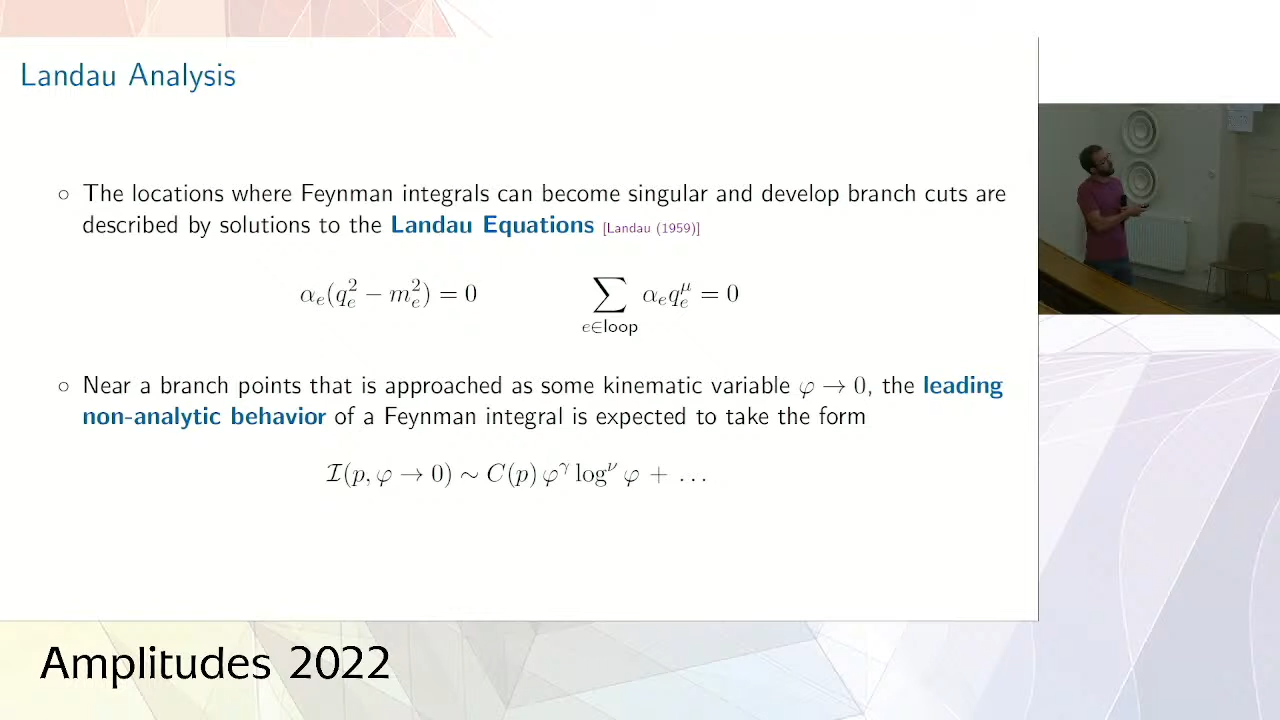 Landau Analysis
○ The locations where Feynman integrals can become singular and develop branch cuts are
described by solutions to the Landau Equations [Landau (1959)]
αₑ(qₑ² − mₑ²) = 0    ∑_{e∈loop} αₑqₑ^μ = 0
○ Near a branch points that is approached as some kinematic variable φ → 0, the leading
non-analytic behavior of a Feynman integral is expected to take the form
𝓘(p, φ → 0) ∼ C(p) φ^γ log^ν φ + …
Amplitudes 2022